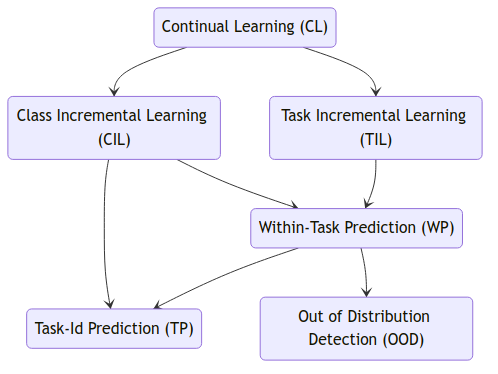 Continual Learning (CL)
Class Incremental Learning
(CIL)
Task Incremental Learning
(TIL)
Within-Task Prediction (WP)
Task-Id Prediction (TP)
Out of Distribution
Detection (OOD)